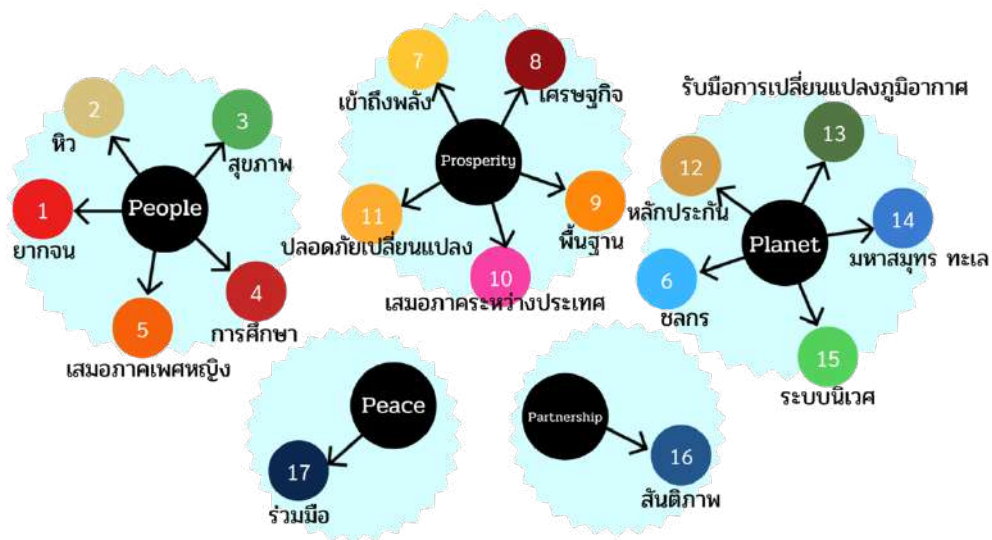 People
1
ยากจน
2
หิว
3
สุขภาพ
4
การศึกษา
5
เสมอภาคเพศหญิง
Prosperity
7
เข้าถึงพลัง
8
เศรษฐกิจ
9
พื้นฐาน
10
เสมอภาคระหว่างประเทศ
11
ปลอดภัยเปลี่ยนแปลง
Planet
รับมือการเปลี่ยนแปลงภูมิอากาศ
13
12
หลักประกัน
14
มหาสมุทร ทะเล
6
ชลกร
15
ระบบนิเวศ
Peace
17
ร่วมมือ
Partnership
16
สันติภาพ